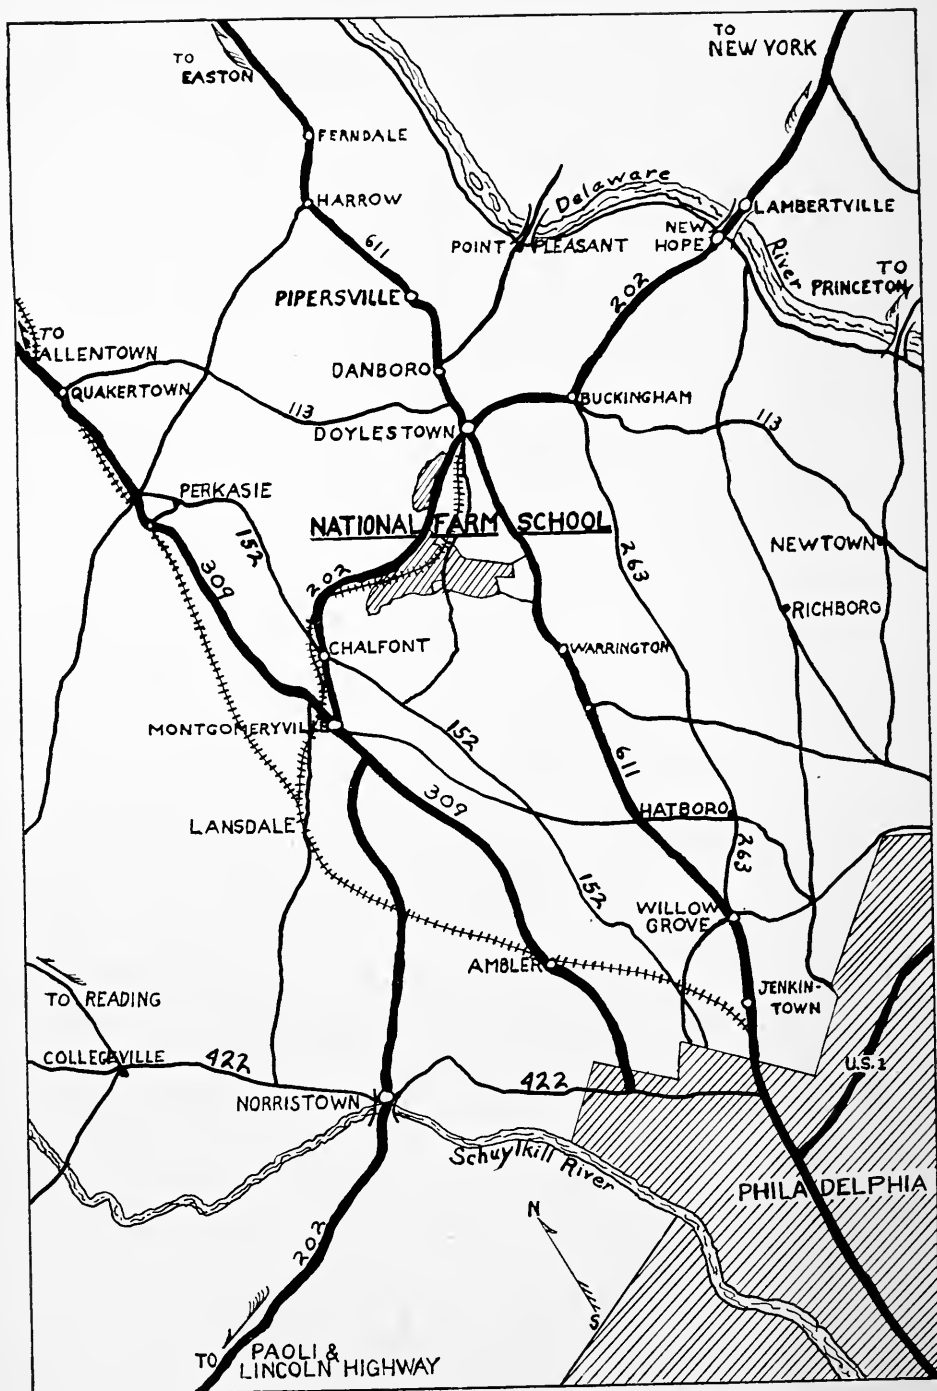 TO
EASTON
TO
NEW YORK
FERNDALE
HARROW
611
Delaware
River
LAMBERTVILLE
NEW
HOPE
POINT PLEASANT
TO
PRINCETON
PIPERSVILLE
202
TO
ALLENTOWN
QUAKERTOWN
DANBORO
113
BUCKINGHAM
113
DOYLESTOWN
PERKASIE
NATIONAL FARM SCHOOL
152
309
202
263
NEWTOWN
RICHBORO
CHALFONT
WARRINGTON
MONTGOMERYVILLE
152
611
309
HATBORO
LANSDALE
263
152
WILLOW
GROVE
AMBLER
JENKIN-
TOWN
TO READING
COLLEGEVILLE
422
422
U.S.1
NORRISTOWN
Schuylkill River
PHILADELPHIA
N
S
202
TO PAOLI &
LINCOLN HIGHWAY